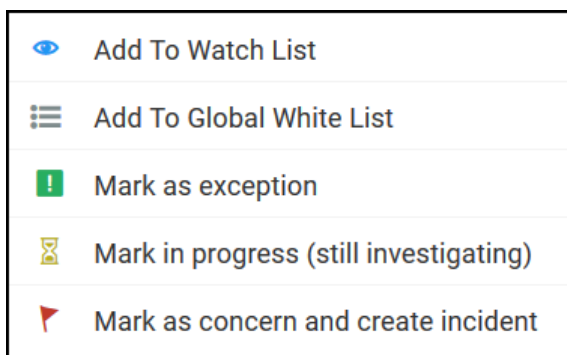 Add To Watch List
Add To Global White List
Mark as exception
Mark in progress (still investigating)
Mark as concern and create incident